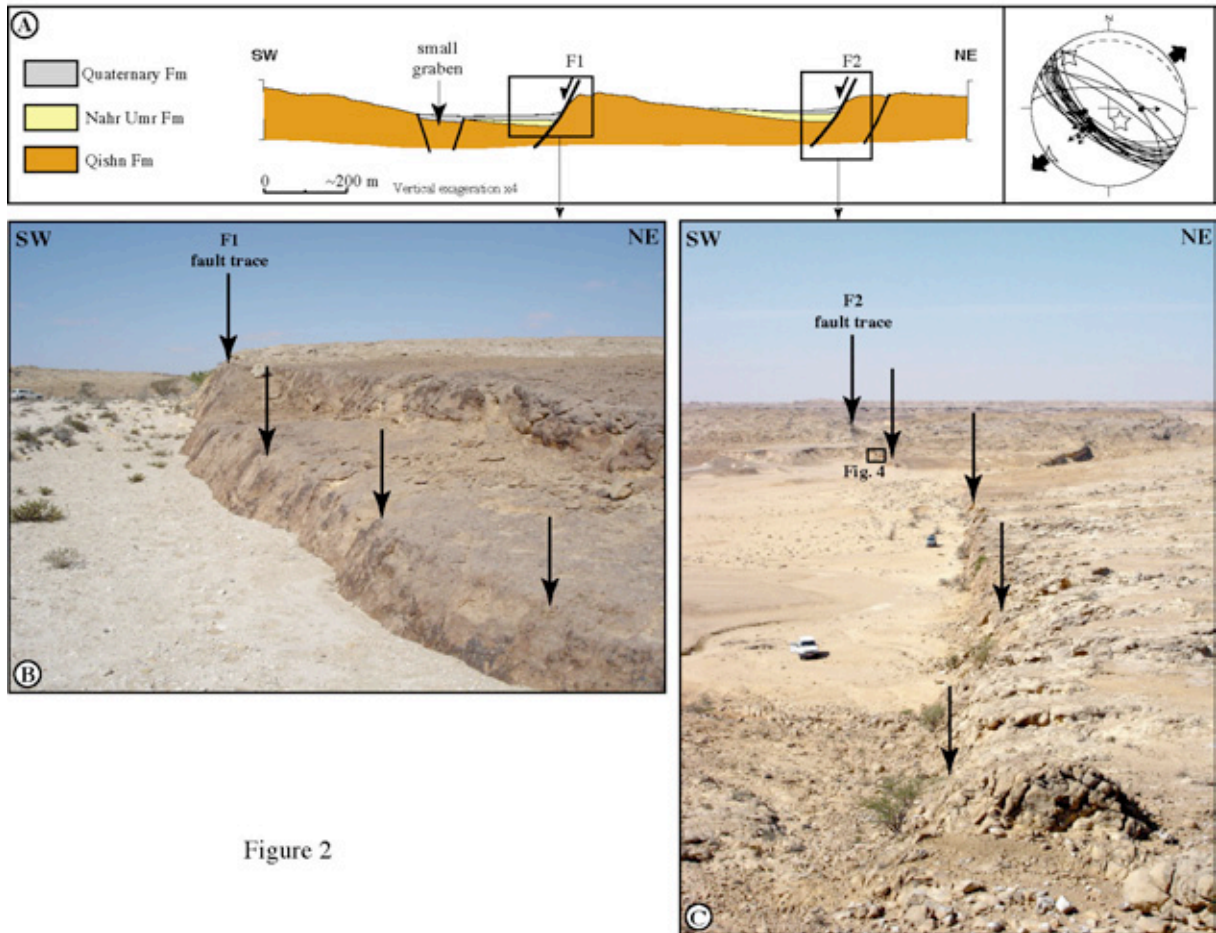 A
Quaternary Fm
Nahr Umr Fm
Qishn Fm
SW
small
graben
F1
F2
NE
0
~200 m
Vertical exageration x4
N
SW
F1
fault trace
NE
B
SW
F2
fault trace
NE
Fig. 4
C
Figure 2